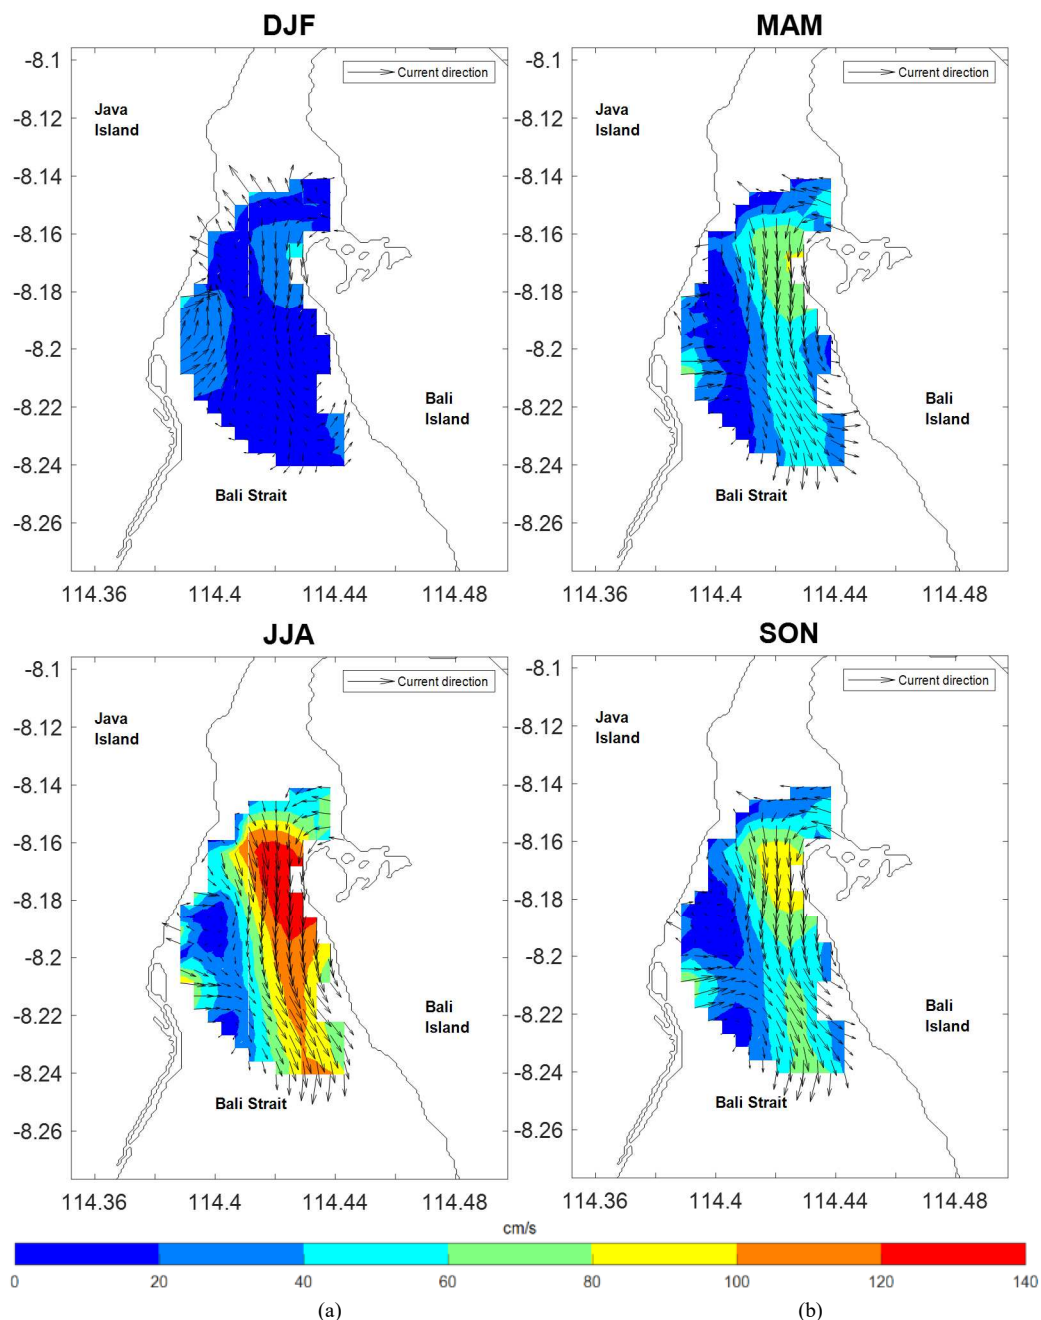 DJF
-8.1
-8.12
-8.14
-8.16
-8.18
-8.2
-8.22
-8.24
-8.26
114.36
114.4
114.44
114.48
Current direction
Java
Island
Bali
Island
Bali Strait
MAM
-8.1
-8.12
-8.14
-8.16
-8.18
-8.2
-8.22
-8.24
-8.26
114.36
114.4
114.44
114.48
Current direction
Java
Island
Bali
Island
Bali Strait
JJA
-8.1
-8.12
-8.14
-8.16
-8.18
-8.2
-8.22
-8.24
-8.26
114.36
114.4
114.44
114.48
Current direction
Java
Island
Bali
Island
Bali Strait
SON
-8.1
-8.12
-8.14
-8.16
-8.18
-8.2
-8.22
-8.24
-8.26
114.36
114.4
114.44
114.48
Current direction
Java
Island
Bali
Island
Bali Strait
cm/s
0 20 40 60 80 100 120 140
(a) (b)